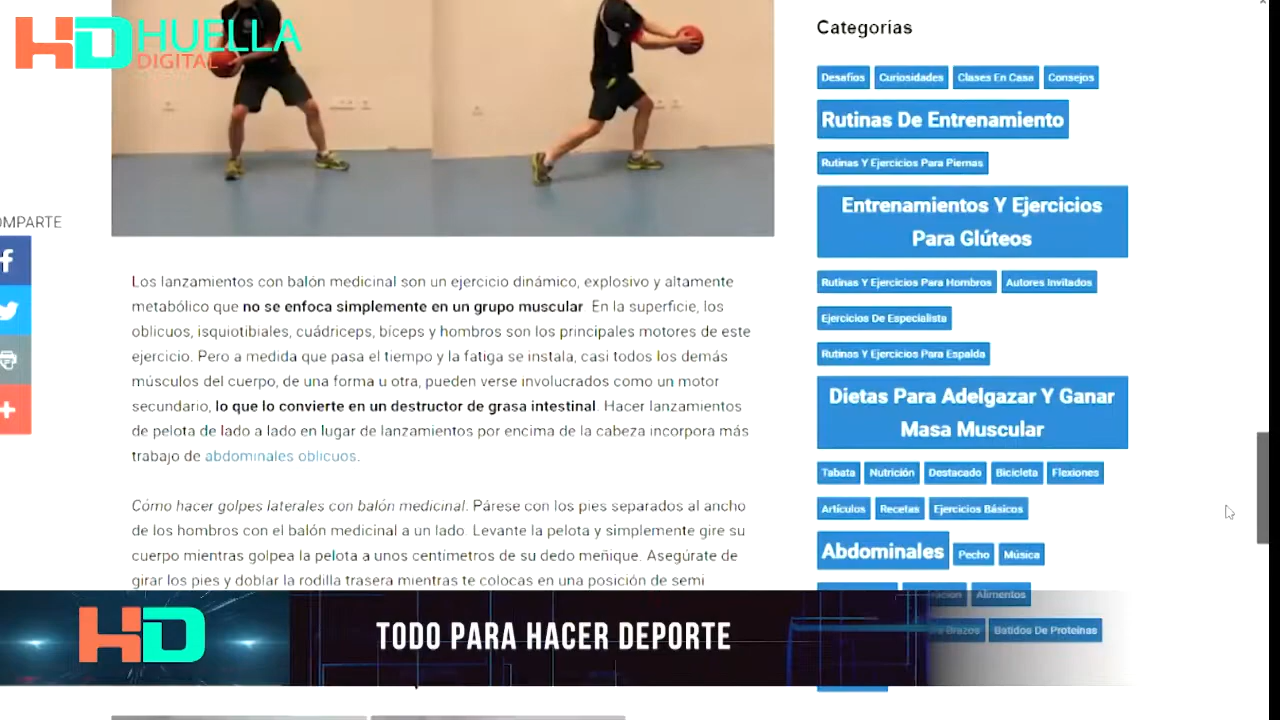 HD HUELLA
DIGITAL
COMPARTE
Los lanzamientos con balón medicinal son un ejercicio dinámico, explosivo y altamente
metabólico que no se enfoca simplemente en un grupo muscular. En la superficie, los
oblicuos, isquiotibiales, cuádriceps, bíceps y hombros son los principales motores de este
ejercicio. Pero a medida que pasa el tiempo y la fatiga se instala, casi todos los demás
músculos del cuerpo, de una forma u otra, pueden verse involucrados como un motor
secundario, lo que lo convierte en un destructor de grasa intestinal. Hacer lanzamientos
de pelota de lado a lado en lugar de lanzamientos por encima de la cabeza incorpora más
trabajo de abdominales oblicuos.
Cómo hacer golpes laterales con balón medicinal. Párese con los pies separados al ancho
de los hombros con el balón medicinal a un lado. Levante la pelota y simplemente gire su
cuerpo mientras golpea la pelota a unos centímetros de su dedo meñique. Asegúrate de
girar los pies y doblar la rodilla trasera mientras te colocas en una posición de semi
Categorias
Desafíos Curiosidades Clases En Casa Consejos
Rutinas De Entrenamiento
Rutinas Y Ejercicios Para Piernas
Entrenamientos Y Ejercicios
Para Glúteos
Rutinas Y Ejercicios Para Hombros Autores Invitados
Ejercicios De Especialista
Rutinas Y Ejercicios Para Espalda
Dietas Para Adelgazar Y Ganar
Masa Muscular
Tabata Nutrición Destacado Bicicleta Flexiones
Artículos Recetas Ejercicios Básicos
Abdominales Pecho Música
Alimentos
Brazos Batidos De Proteinas
HD TODO PARA HACER DEPORTE